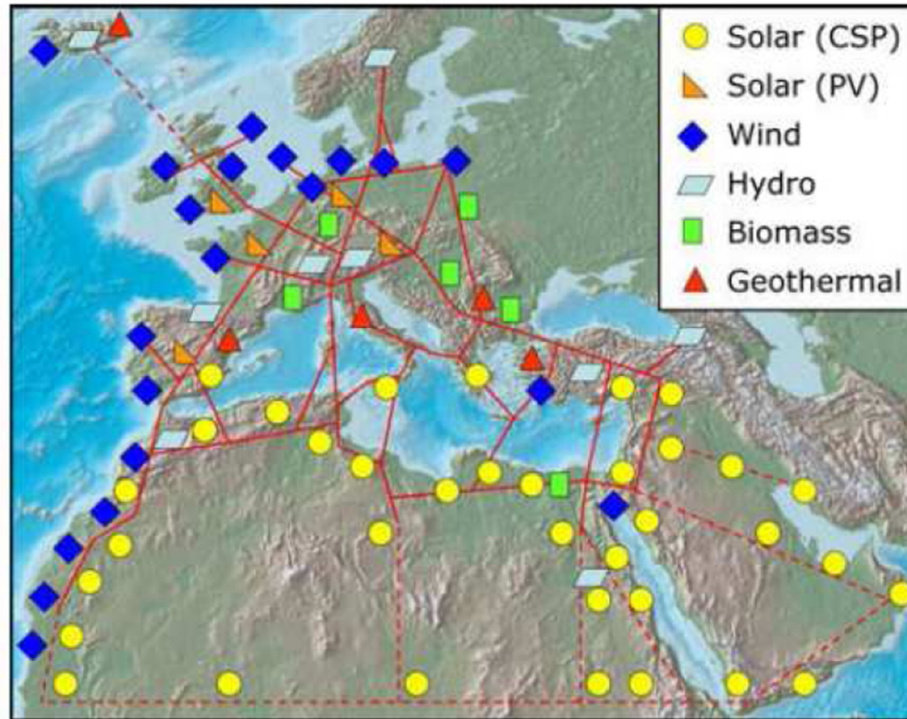 Solar (CSP)
Solar (PV)
Wind
Hydro
Biomass
Geothermal